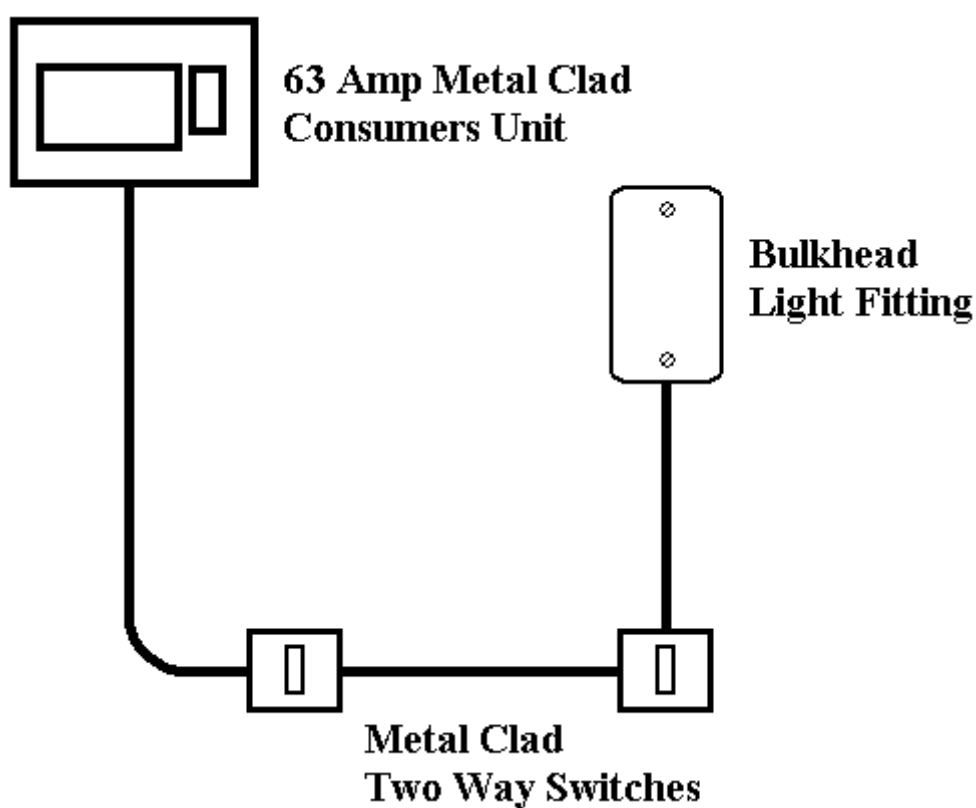 63 Amp Metal Clad
Consumers Unit
Bulkhead
Light Fitting
Metal Clad
Two Way Switches